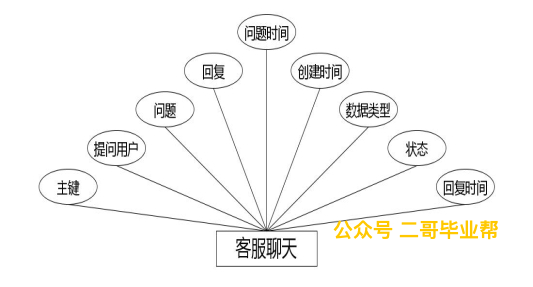 问题时间
回复
创建时间
问题
数据类型
提问用户
状态
主键
回复时间
公众号 二哥毕业帮
客服聊天